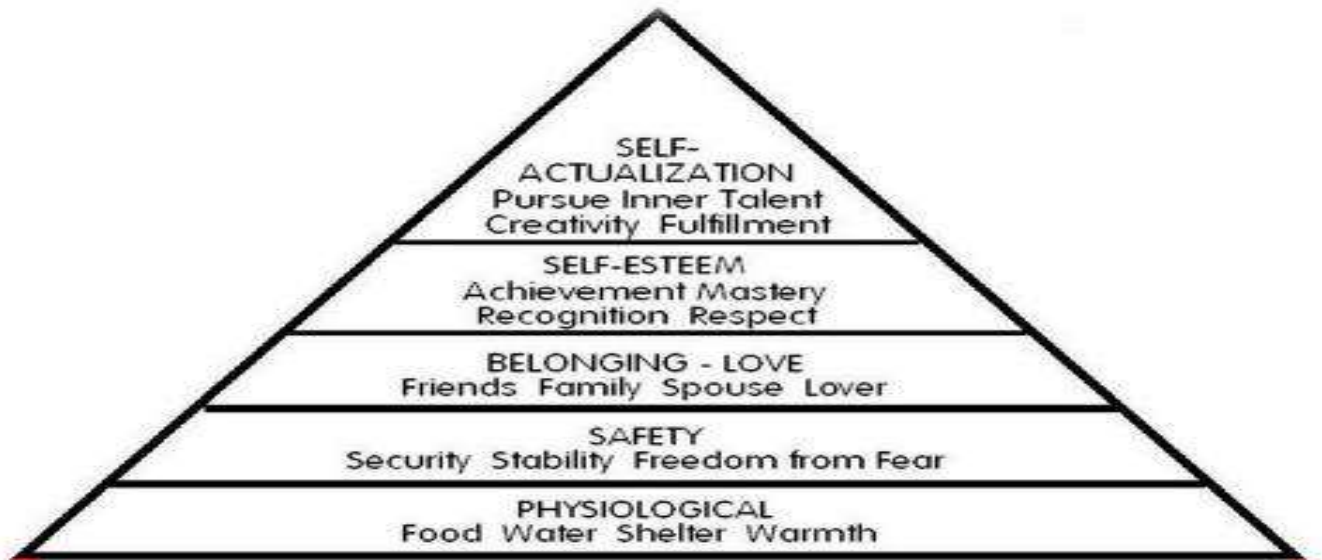 SELF-
ACTUALIZATION
Pursue Inner Talent
Creativity Fulfillment
SELF-ESTEEM
Achievement Mastery
Recognition Respect
BELONGING - LOVE
Friends Family Spouse Lover
SAFETY
Security Stability Freedom from Fear
PHYSIOLOGICAL
Food Water Shelter Warmth